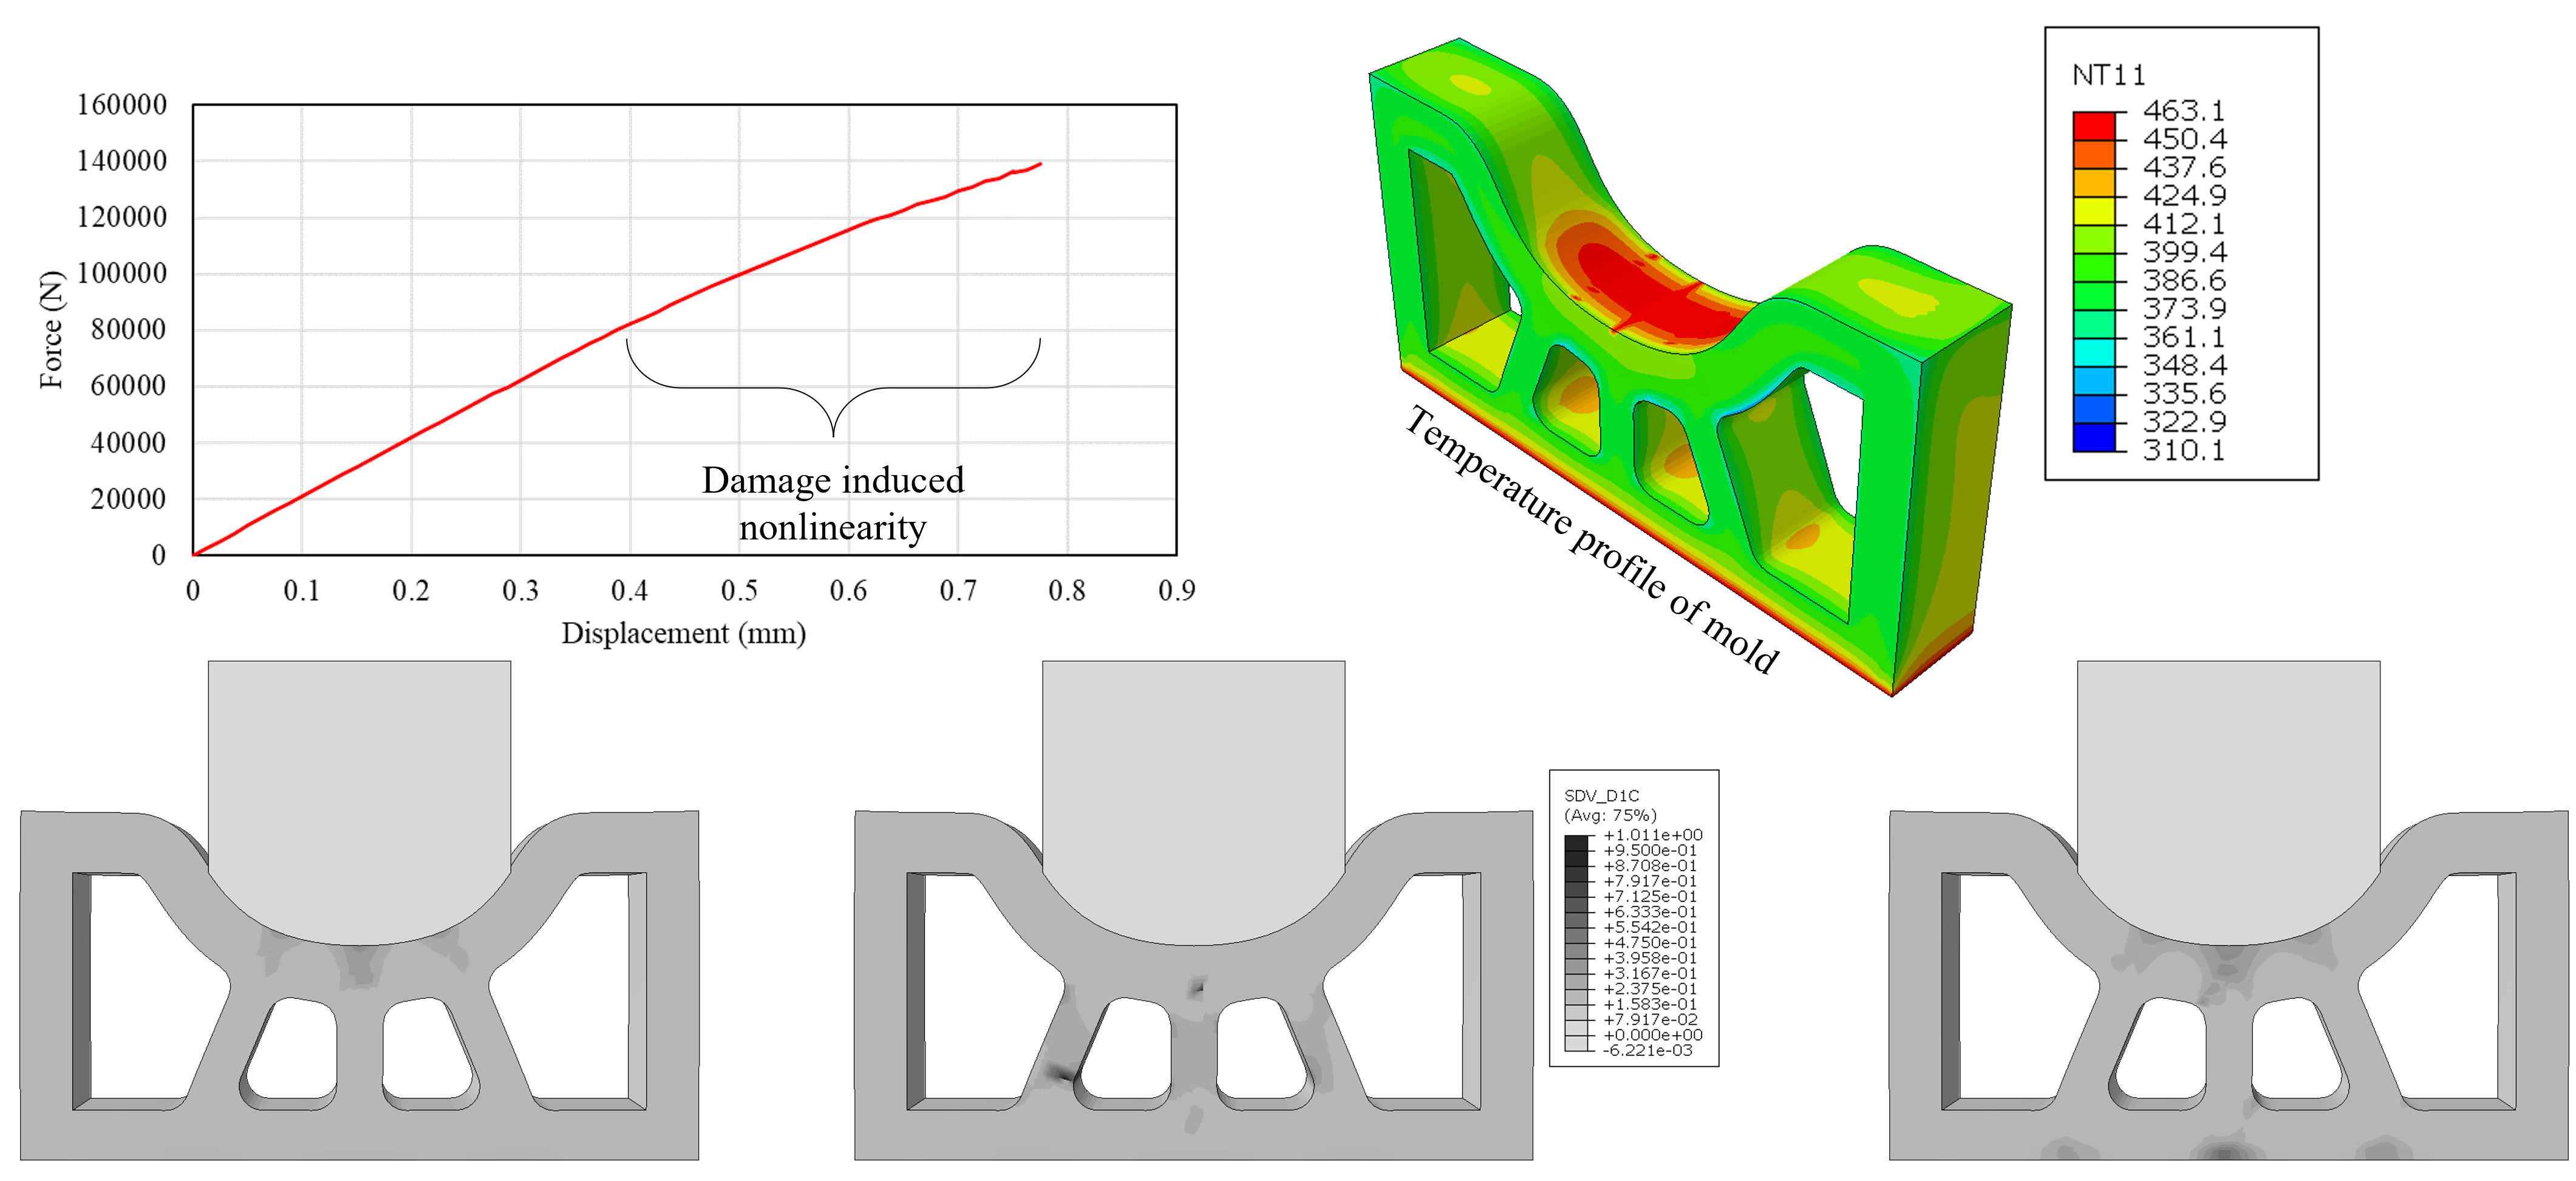 160000
140000
120000
100000
80000
60000
40000
20000
0
Force (N)
0 0.1 0.2 0.3 0.4 0.5 0.6 0.7 0.8 0.9
Displacement (mm)
Damage induced
nonlinearity
Temperature profile of mold
NT11
463.1
450.4
437.6
424.9
412.1
399.4
386.6
373.9
361.1
348.4
335.6
322.9
310.1
SDV_D1C
(Avg: 75%)
+1.011e+00
+9.500e-01
+8.708e-01
+7.917e-01
+7.125e-01
+6.333e-01
+5.542e-01
+4.750e-01
+3.958e-01
+3.167e-01
+2.375e-01
+1.583e-01
+7.917e-02
+0.000e+00
-6.221e-03